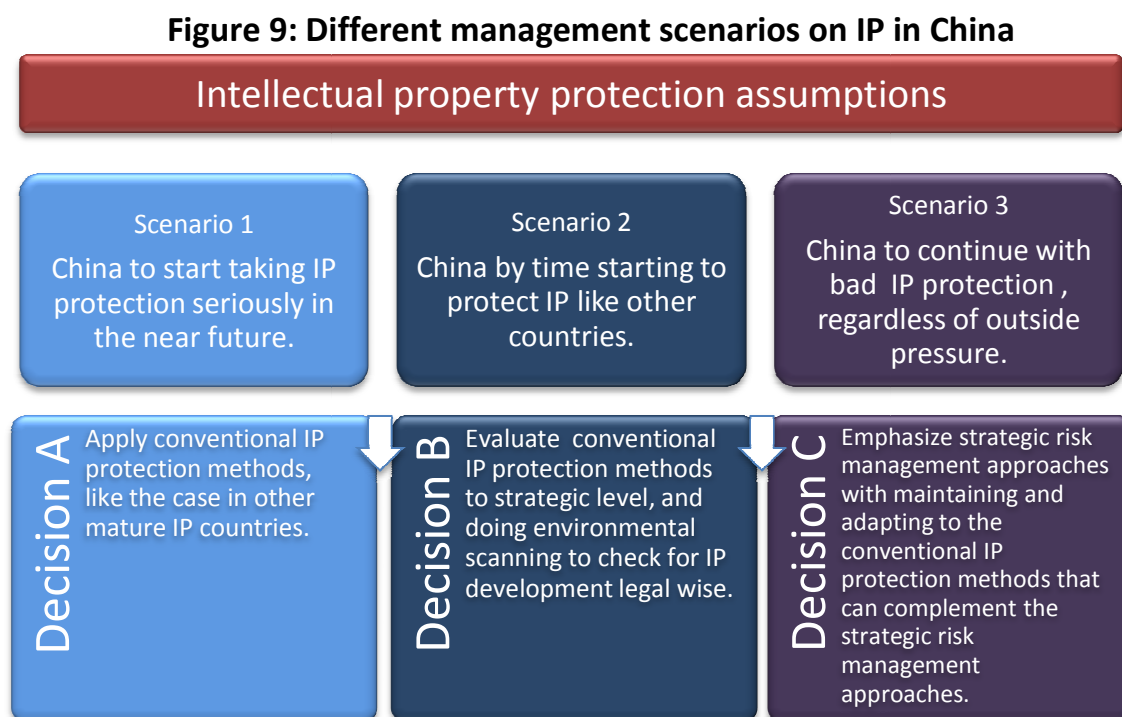 Figure 9: Different management scenarios on IP in China
Intellectual property protection assumptions
Scenario 1
China to start taking IP
protection seriously in
the near future.
Scenario 2
China by time starting to
protect IP like other
countries.
Scenario 3
China to continue with
bad IP protection ,
regardless of outside
pressure.
Decision A
Apply conventional IP
protection methods,
like the case in other
mature IP countries.
Decision B
Evaluate conventional
IP protection methods
to strategic level, and
doing environmental
scanning to check for IP
development legal wise.
Decision C
Emphasize strategic risk
management approaches
with maintaining and
adapting to the
conventional IP
protection methods that
can complement the
strategic risk
management
approaches.